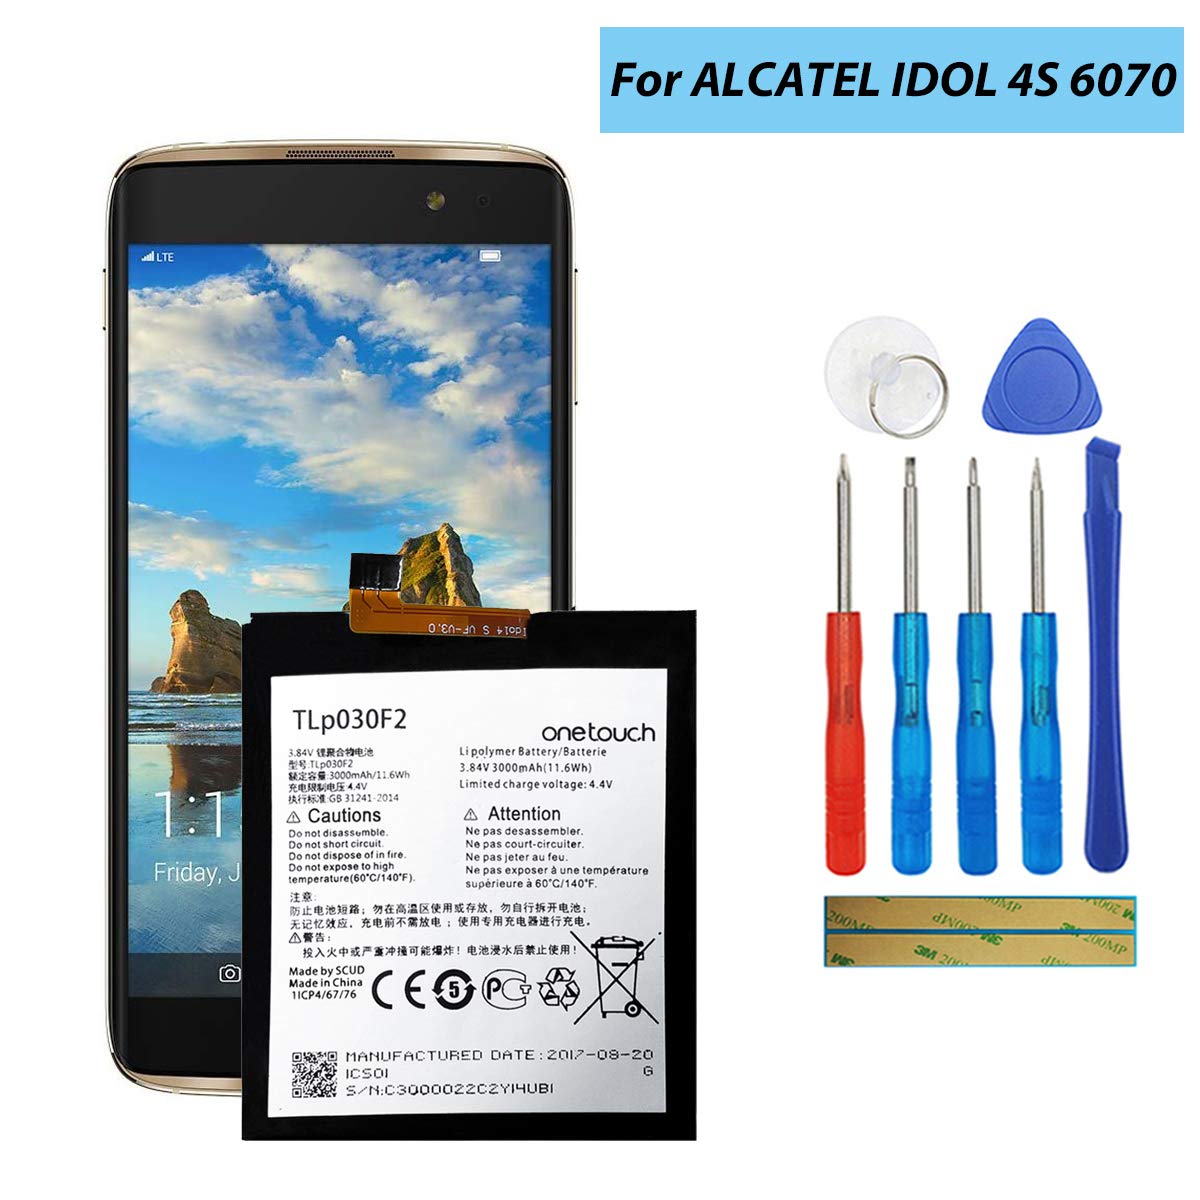 For ALCATEL IDOL 4S 6070
LTE
1:1
Friday, J
Idol4 S VF-V3.0
TLp030F2
onetouch
3.84V 锂聚合物电池
型号:TLp030F2
额定容量:3000mAh/11.6Wh
充电限制电压:4.4V
执行标准:GB 31241-2014
Li polymer Battery/Batterie
3.84V 3000mAh(11.6Wh)
Limited charge voltage: 4.4V
Cautions
Do not disassemble.
Do not short circuit.
Do not dispose of in fire.
Do not expose to high
temperature(60°C/140°F).
Attention
Ne pas desassembler.
Ne pas court-circuiter.
Ne pas jeter au feu.
Ne pas exposer à une température
supérieure à 60°C/140°F.
注意:
防止电池短路; 勿在高温区使用或存放, 勿自行拆开电池,
无记忆效应, 充电前不需放电 ; 使用专用充电器进行充电.
警告:
投入火中或严重冲撞可能爆炸! 电池浸水后禁止使用!
Made by SCUD
Made in China
1ICP4/67/76
CE
5
MANUFACTURED DATE:2017-08-20
ICS01 G
S/N:C3000022C2Y14UB1
200MP 3M 200MP
3M 200MP 3M 200MP